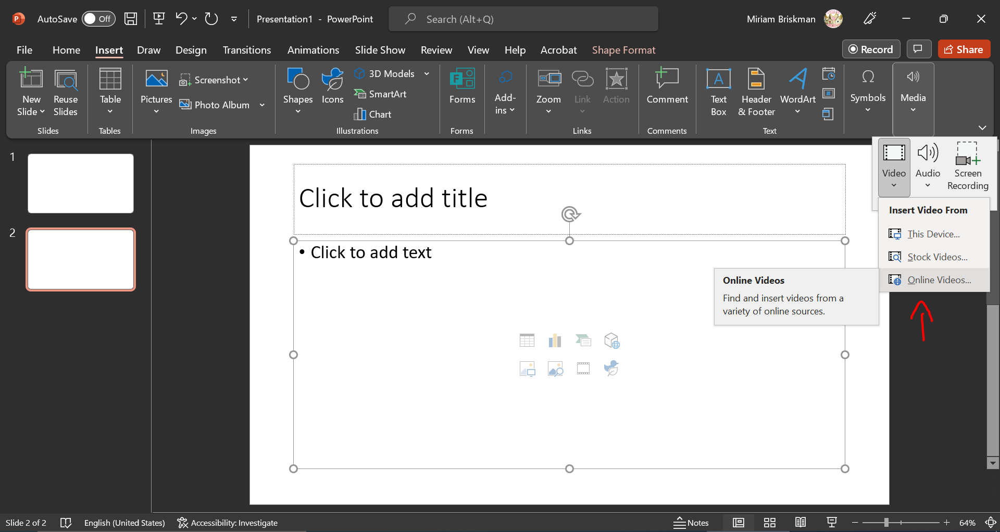 AutoSave Off Presentation1 - PowerPoint Search (Alt+Q) Miriam Briskman
File Home Insert Draw Design Transitions Animations Slide Show Review View Help Acrobat Shape Format Record Share
New Slide
Reuse Slides
Slides
Table
Tables
Pictures
Screenshot
Photo Album
Images
Shapes
Icons
3D Models
SmartArt
Chart
Illustrations
Forms
Forms
Add-
ins
Zoom
Link
Action
Links
Comment
Comments
Text
Box
Header
& Footer
WordArt
Text
Symbols
Media
Video
Audio
Screen
Recording
Insert Video From
This Device...
Stock Videos...
Online Videos...
Online Videos
Find and insert videos from a
variety of online sources.
1
2
Click to add title
• Click to add text
Slide 2 of 2 English (United States) Accessibility: Investigate Notes 64%